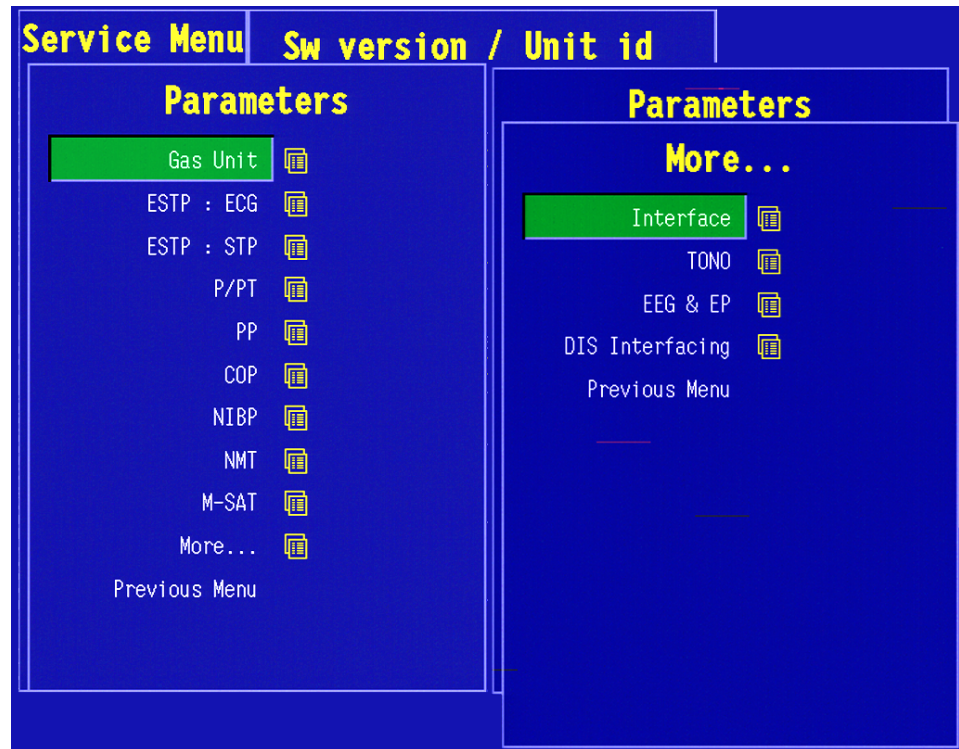 Service Menu
Sw version / Unit id
Parameters
Gas Unit
ESTP : ECG
ESTP : STP
P/PT
PP
COP
NIBP
NMT
M-SAT
More...
Previous Menu
Parameters
More...
Interface
TONO
EEG & EP
DIS Interfacing
Previous Menu